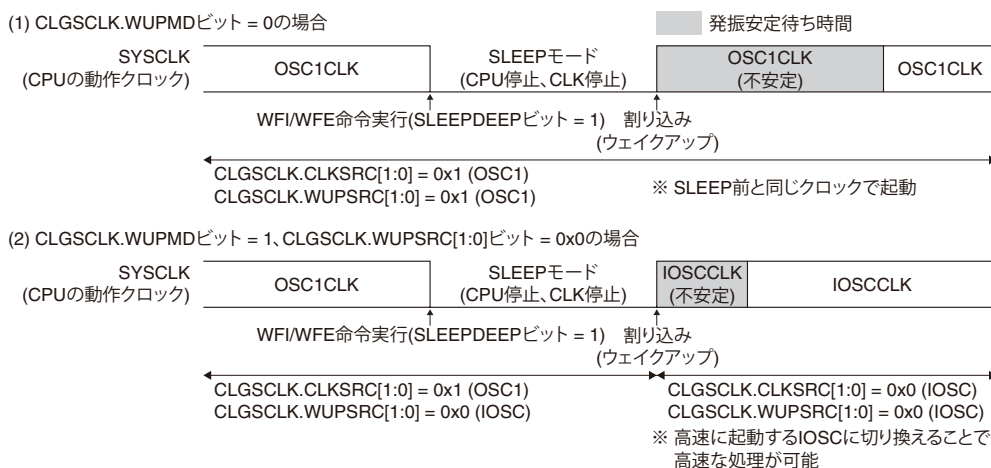 (1) CLGSCLK.WUPMDビット = 0の場合
発振安定待ち時間
SYSCLK
(CPUの動作クロック)
OSC1CLK
SLEEPモード
(CPU停止、CLK停止)
OSC1CLK
(不安定)
OSC1CLK
WFI/WFE命令実行(SLEEPDEEPビット = 1)
割り込み
(ウェイクアップ)
CLGSCLK.CLKSRC[1:0] = 0x1 (OSC1)
CLGSCLK.WUPSRC[1:0] = 0x1 (OSC1)
※ SLEEP前と同じクロックで起動
(2) CLGSCLK.WUPMDビット = 1、CLGSCLK.WUPSRC[1:0]ビット = 0x0の場合
SYSCLK
(CPUの動作クロック)
OSC1CLK
SLEEPモード
(CPU停止、CLK停止)
IOSCCLK
(不安定)
IOSCCLK
WFI/WFE命令実行(SLEEPDEEPビット = 1)
割り込み
(ウェイクアップ)
CLGSCLK.CLKSRC[1:0] = 0x1 (OSC1)
CLGSCLK.WUPSRC[1:0] = 0x0 (IOSC)
CLGSCLK.CLKSRC[1:0] = 0x0 (IOSC)
CLGSCLK.WUPSRC[1:0] = 0x0 (IOSC)
※ 高速に起動するIOSCに切り換えることで
高速な処理が可能